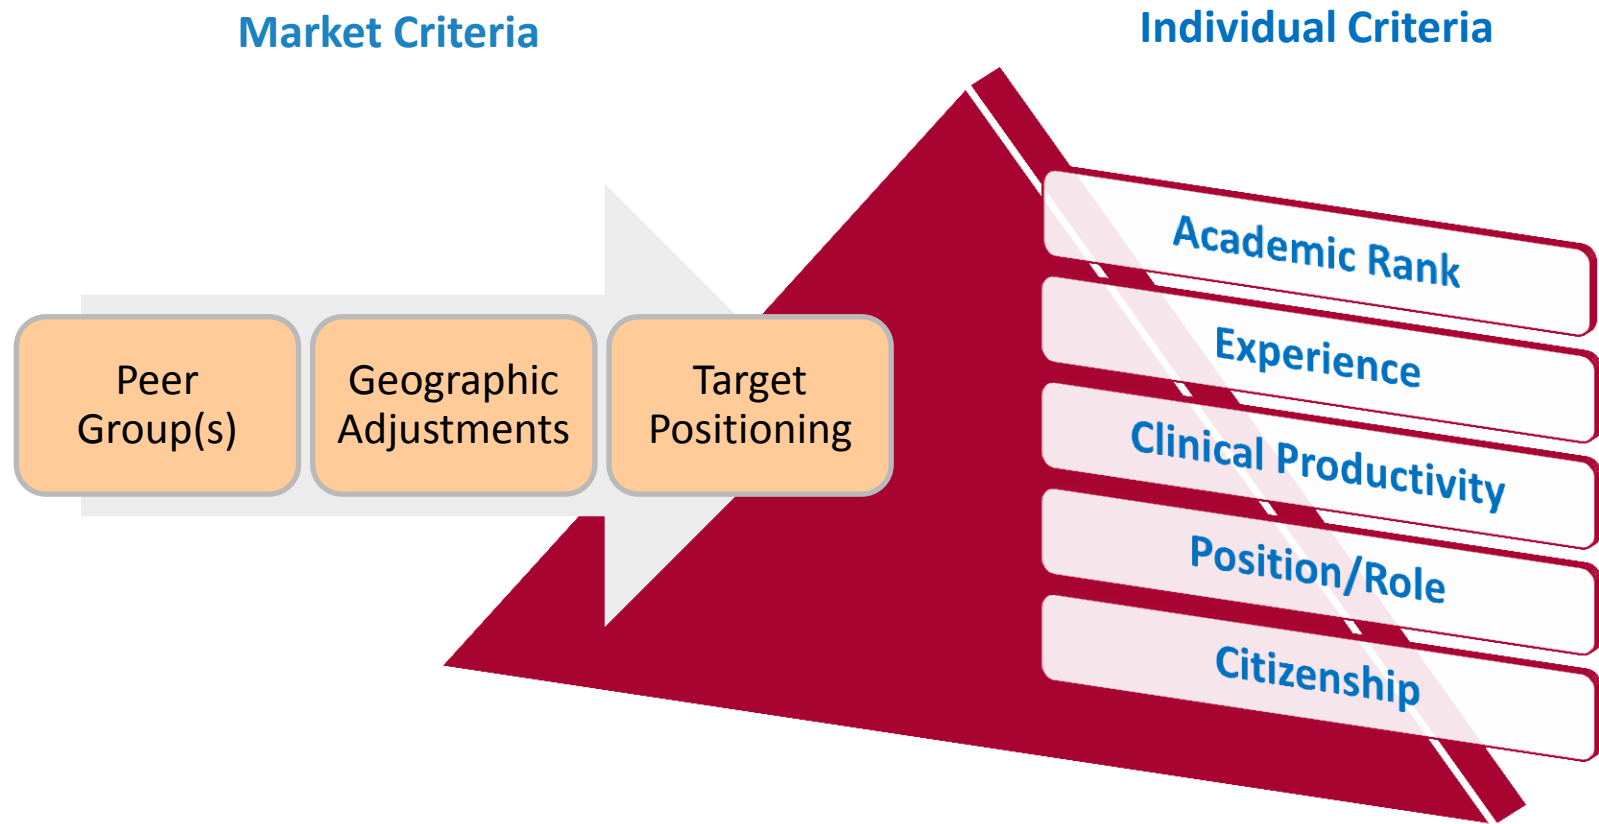 Market Criteria
Individual Criteria
Peer
Group(s)
Geographic
Adjustments
Target
Positioning
Academic Rank
Experience
Clinical Productivity
Position/Role
Citizenship